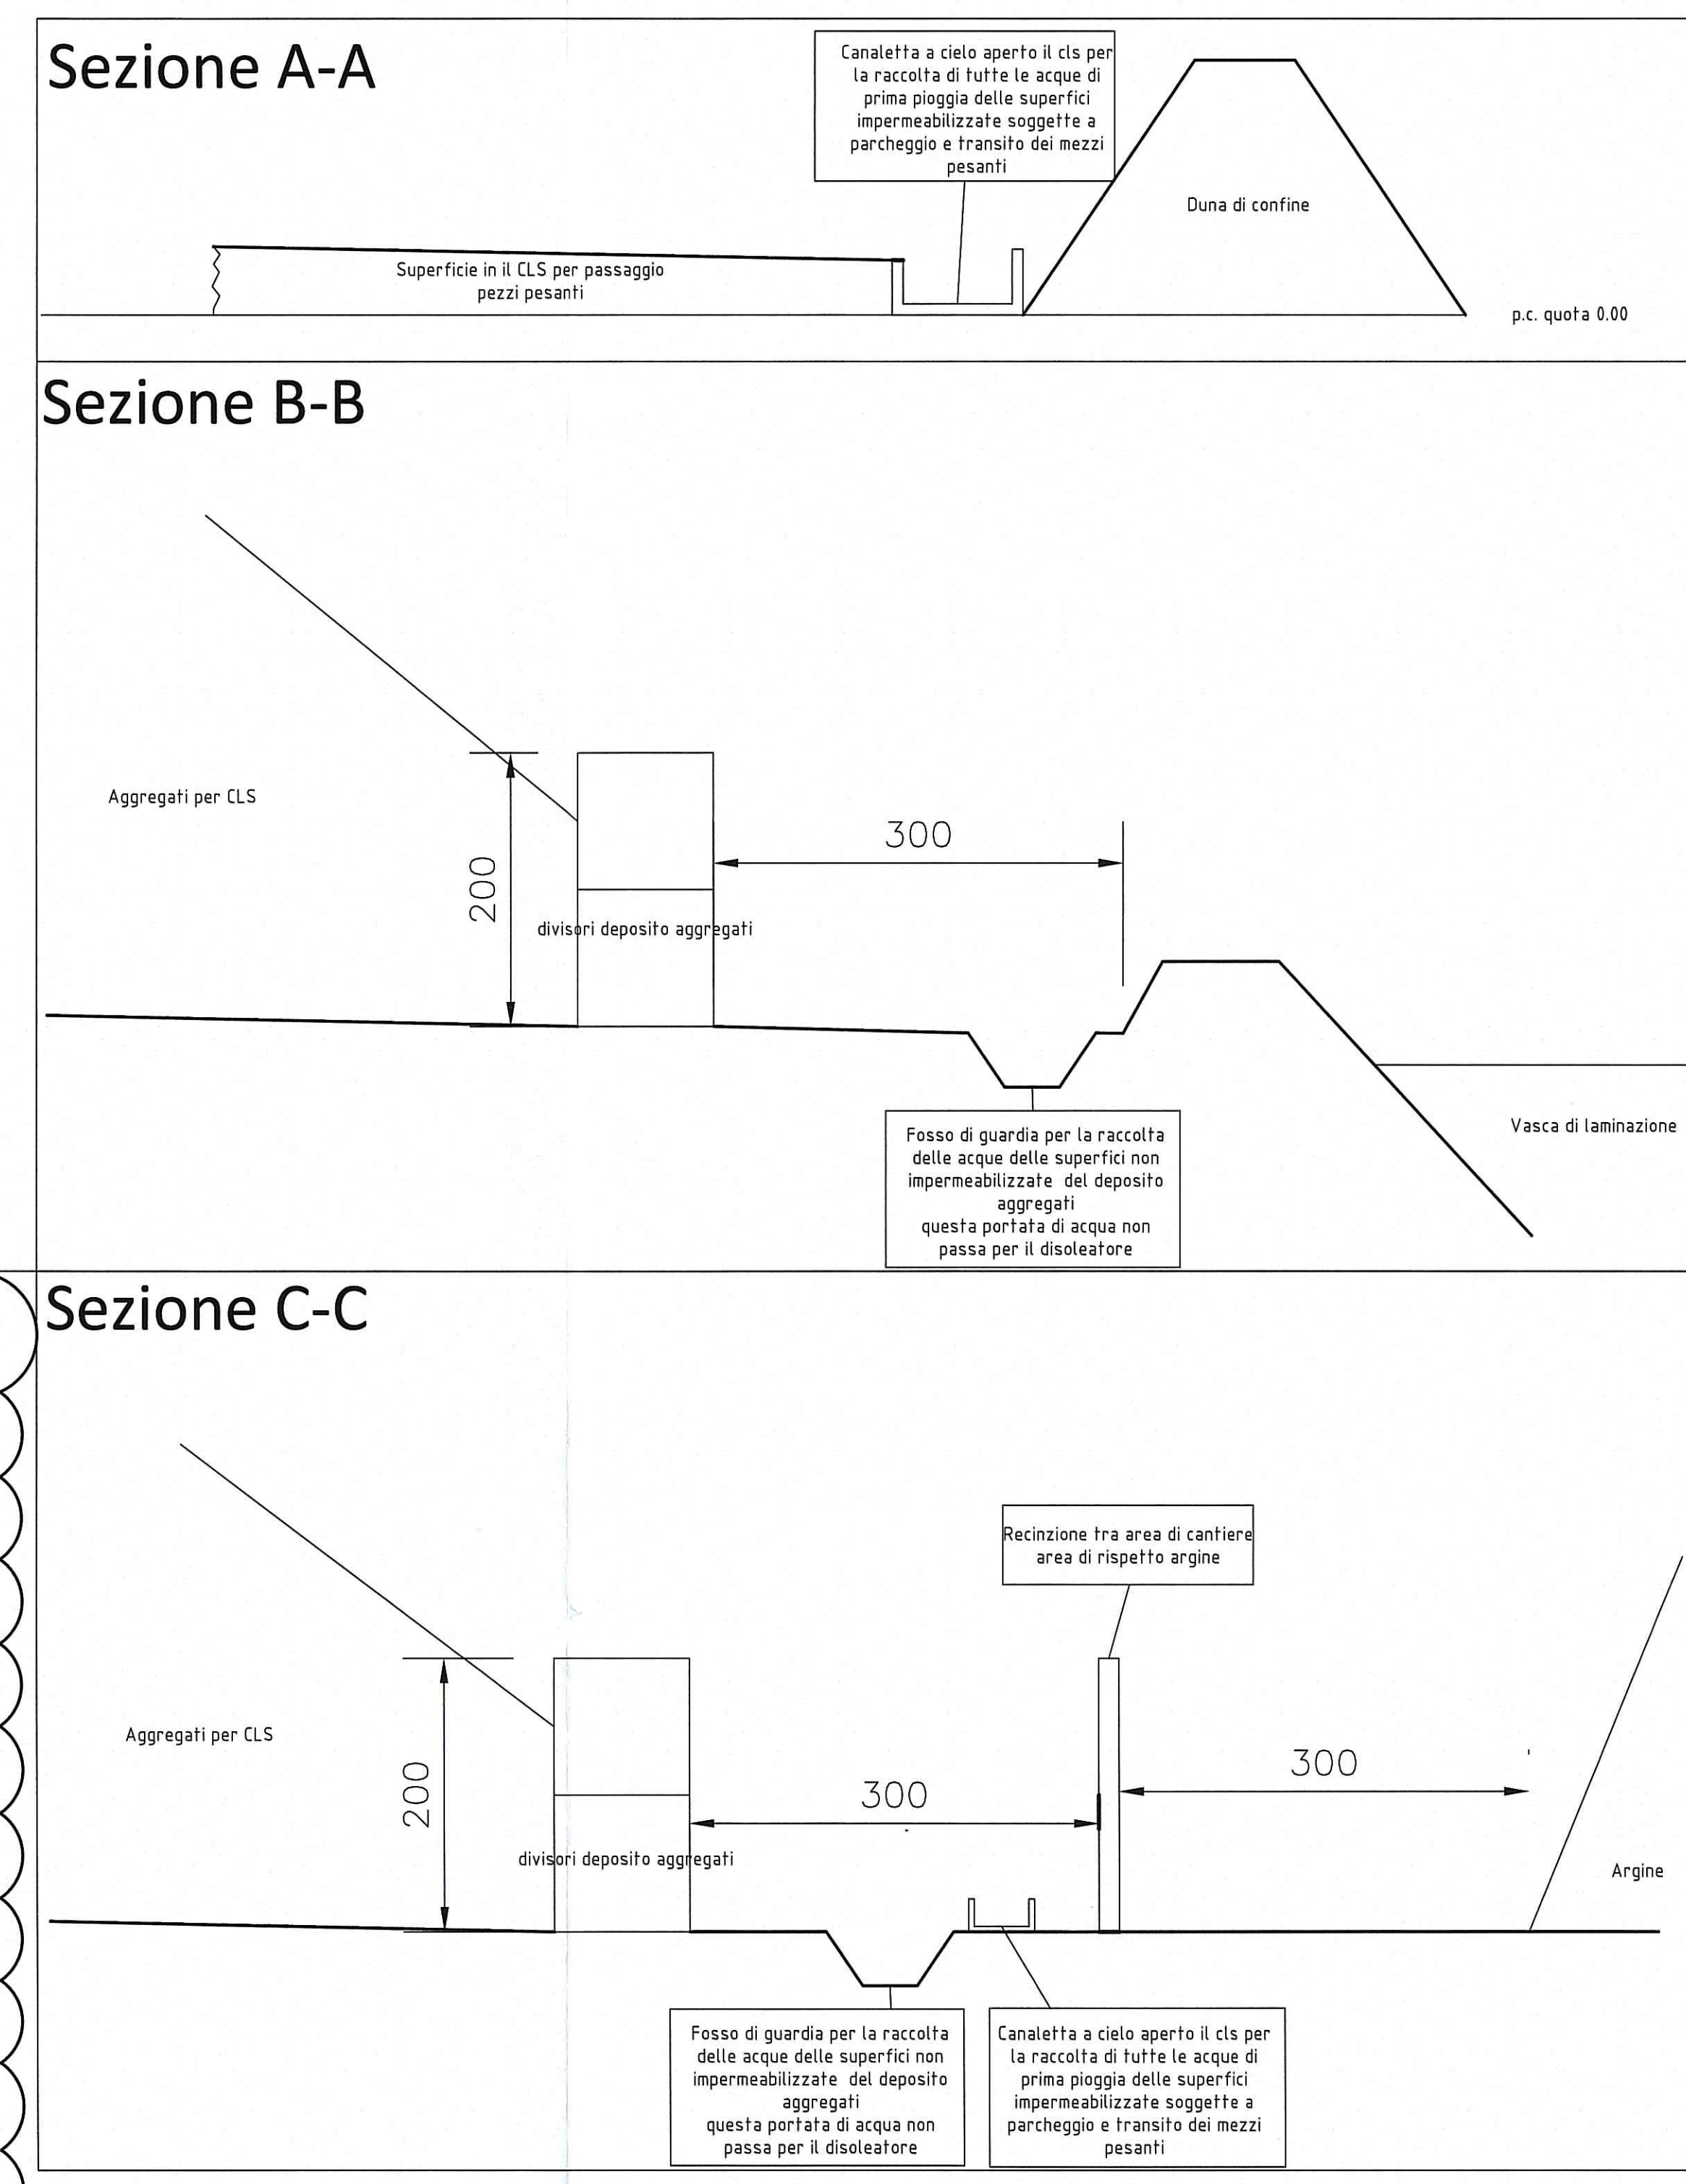 Sezione A-A
Canaletta a cielo aperto il cls per
la raccolta di tutte le acque di
prima pioggia delle superfici
impermeabilizzate soggette a
parcheggio e transito dei mezzi
pesanti
Duna di confine
Superficie in il CLS per passaggio
pezzi pesanti
p.c. quota 0.00
Sezione B-B
Aggregati per CLS
200
300
divisori deposito aggregati
Fosso di guardia per la raccolta
delle acque delle superfici non
impermeabilizzate del deposito
aggregati
questa portata di acqua non
passa per il disoleatore
Vasca di laminazione
Sezione C-C
Recinzione tra area di cantiere
area di rispetto argine
Aggregati per CLS
200
300
300
divisori deposito aggregati
Argine
Fosso di guardia per la raccolta
delle acque delle superfici non
impermeabilizzate del deposito
aggregati
questa portata di acqua non
passa per il disoleatore
Canaletta a cielo aperto il cls per
la raccolta di tutte le acque di
prima pioggia delle superfici
impermeabilizzate soggette a
parcheggio e transito dei mezzi
pesanti